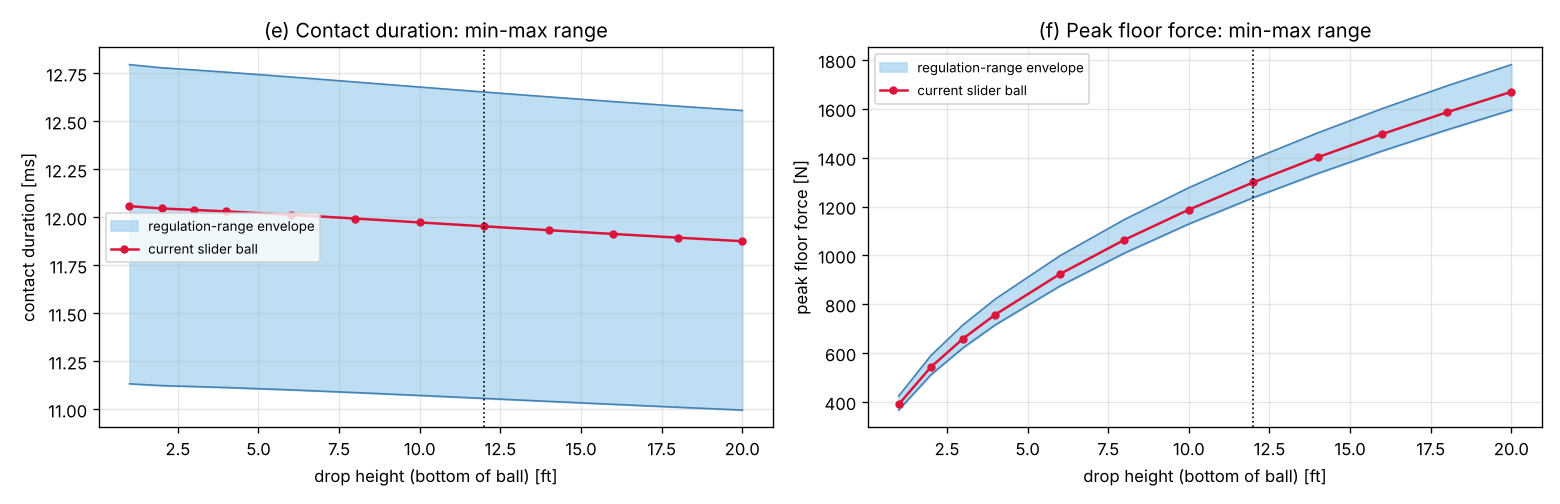 (e) Contact duration: min-max range
contact duration [ms]
12.75
12.50
12.25
12.00
11.75
11.50
11.25
11.00
regulation-range envelope
current slider ball
2.5 5.0 7.5 10.0 12.5 15.0 17.5 20.0
drop height (bottom of ball) [ft]
(f) Peak floor force: min-max range
peak floor force [N]
1800
1600
1400
1200
1000
800
600
400
regulation-range envelope
current slider ball
2.5 5.0 7.5 10.0 12.5 15.0 17.5 20.0
drop height (bottom of ball) [ft]